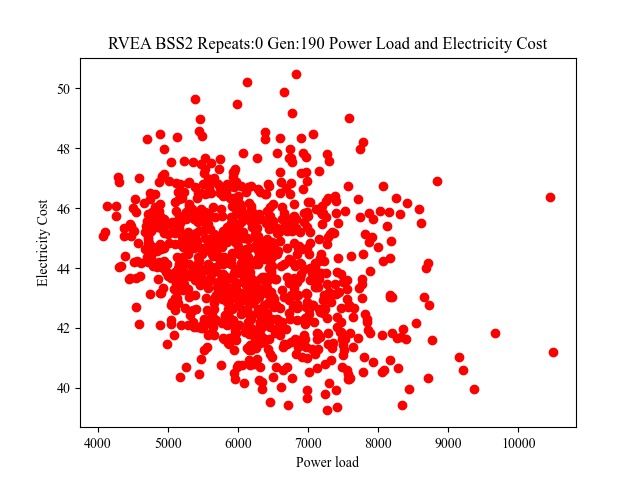 RVEA BSS2 Repeats:0 Gen:190 Power Load and Electricity Cost
50
48
46
44
42
40
Electricity Cost
4000 5000 6000 7000 8000 9000 10000
Power load